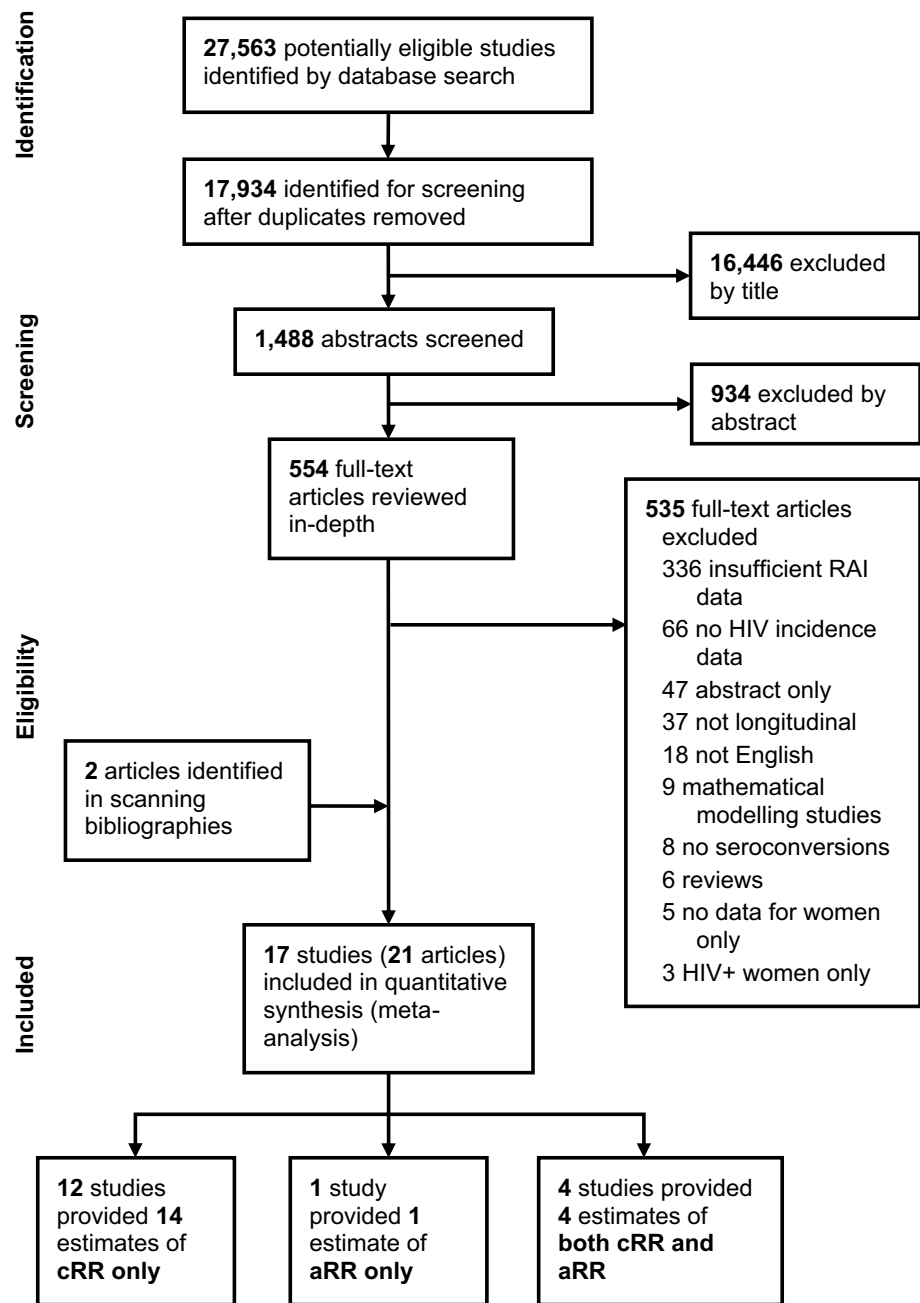 Identification
27,563 potentially eligible studies
identified by database search
17,934 identified for screening
after duplicates removed
16,446 excluded
by title
Screening
1,488 abstracts screened
934 excluded by
abstract
554 full-text
articles reviewed
in-depth
535 full-text articles
excluded
336 insufficient RAI
data
66 no HIV incidence
data
47 abstract only
37 not longitudinal
18 not English
9 mathematical
modelling studies
8 no seroconversions
6 reviews
5 no data for women
only
3 HIV+ women only
Eligibility
2 articles identified
in scanning
bibliographies
Included
17 studies (21 articles)
included in quantitative
synthesis (meta-
analysis)
12 studies
provided 14
estimates of
cRR only
1 study
provided 1
estimate of
aRR only
4 studies provided
4 estimates of
both cRR and
aRR